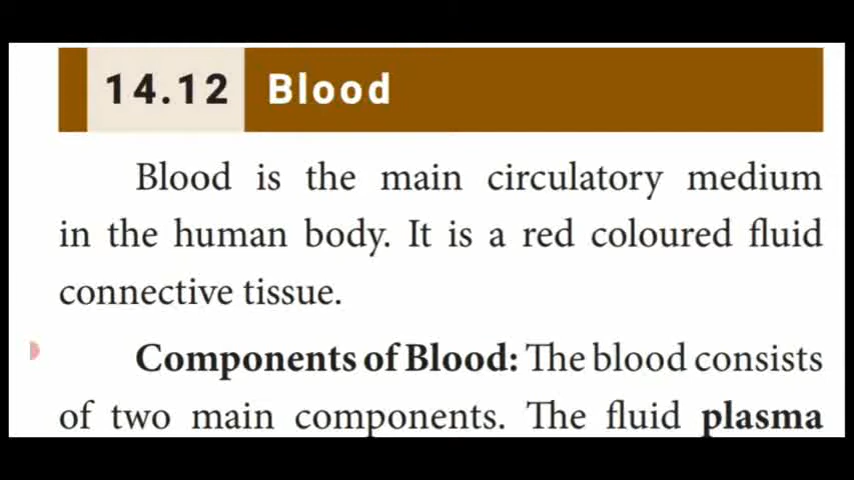 14.12 Blood
Blood is the main circulatory medium
in the human body. It is a red coloured fluid
connective tissue.
Components of Blood: The blood consists
of two main components. The fluid plasma